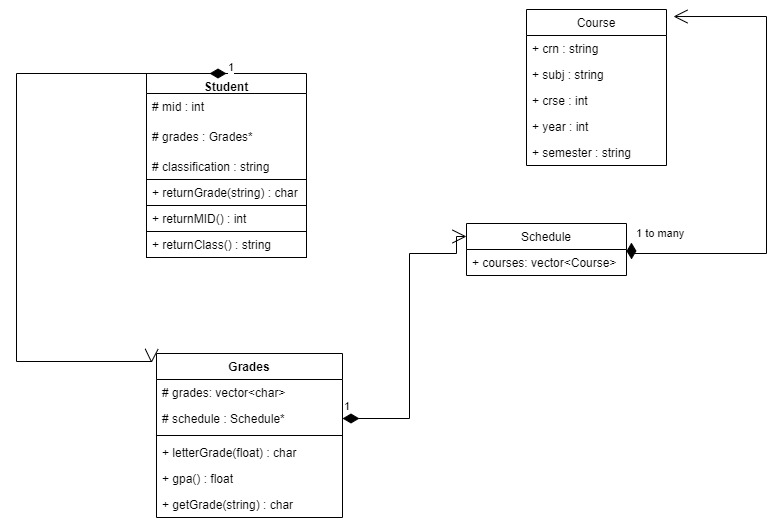 Course
+ crn : string
+ subj : string
+ crse : int
+ year : int
+ semester : string
1
Student
# mid : int
# grades : Grades*
# classification : string
+ returnGrade(string) : char
+ returnMID() : int
+ returnClass() : string
Schedule
1 to many
+ courses: vector<Course>
Grades
# grades: vector<char>
1
# schedule : Schedule*
+ letterGrade(float) : char
+ gpa() : float
+ getGrade(string) : char